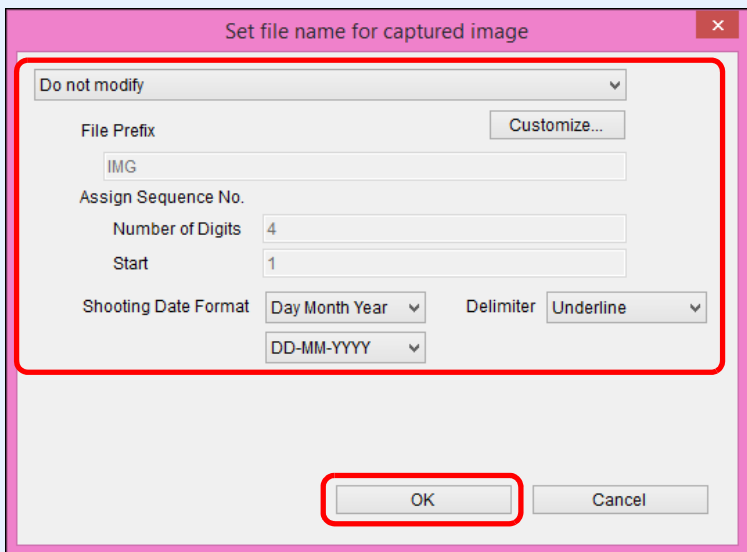 Set file name for captured image
Do not modify
File Prefix
Customize...
IMG
Assign Sequence No.
Number of Digits 4
Start 1
Shooting Date Format Day Month Year Delimiter Underline
DD-MM-YYYY
OK Cancel